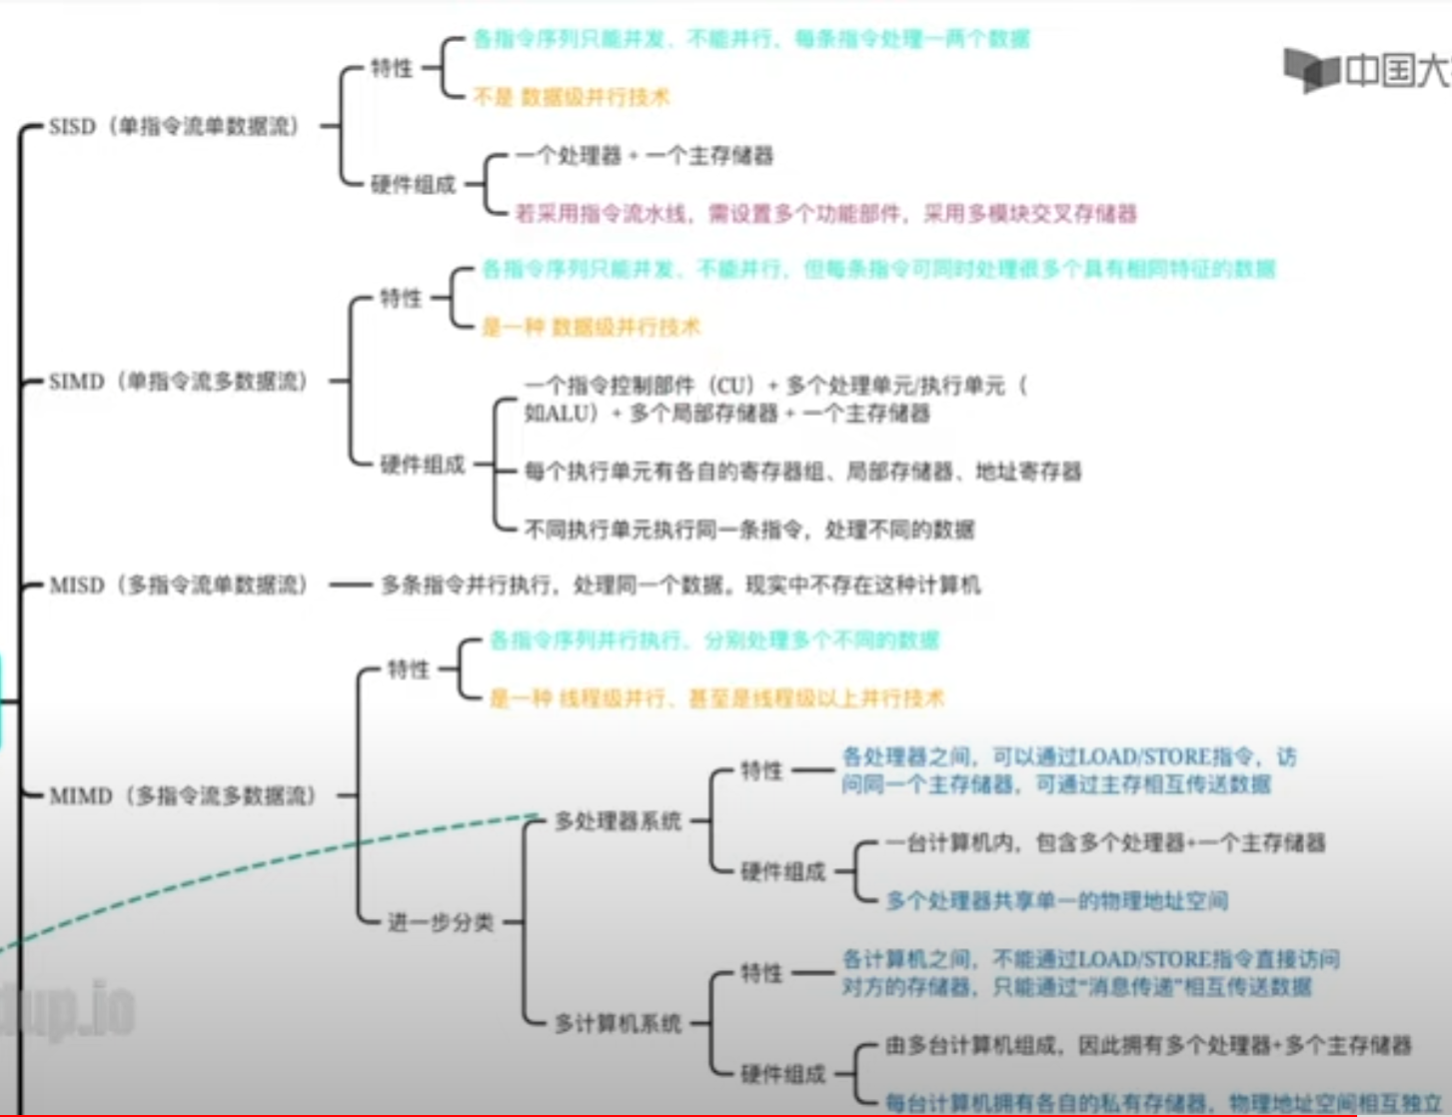 各指令序列只能并发、不能并行，每条指令处理一两个数据
中国大
特性
不是 数据级并行技术
SISD（单指令流单数据流）
一个处理器 + 一个主存储器
硬件组成
若采用指令流水线，需设置多个功能部件，采用多模块交叉存储器
各指令序列只能并发、不能并行，但每条指令可同时处理很多个具有相同特征的数据
特性
是一种 数据级并行技术
SIMD（单指令流多数据流）
一个指令控制部件（CU）+ 多个处理单元/执行单元（
如ALU）+ 多个局部存储器 + 一个主存储器
硬件组成
每个执行单元有各自的寄存器组、局部存储器、地址寄存器
不同执行单元执行同一条指令，处理不同的数据
MISD（多指令流单数据流）
多条指令并行执行，处理同一个数据。现实中不存在这种计算机
各指令序列并行执行、分别处理多个不同的数据
特性
是一种 线程级并行、甚至是线程级以上并行技术
MIMD（多指令流多数据流）
各处理器之间，可以通过LOAD/STORE指令，访
问同一个主存储器，可通过主存相互传送数据
特性
多处理器系统
一台计算机内，包含多个处理器+一个主存储器
硬件组成
多个处理器共享单一的物理地址空间
进一步分类
各计算机之间，不能通过LOAD/STORE指令直接访问
对方的存储器，只能通过“消息传递”相互传送数据
特性
多计算机系统
由多台计算机组成，因此拥有多个处理器+多个主存储器
硬件组成
每台计算机拥有各自的私有存储器，物理地址空间相互独立
dup.io